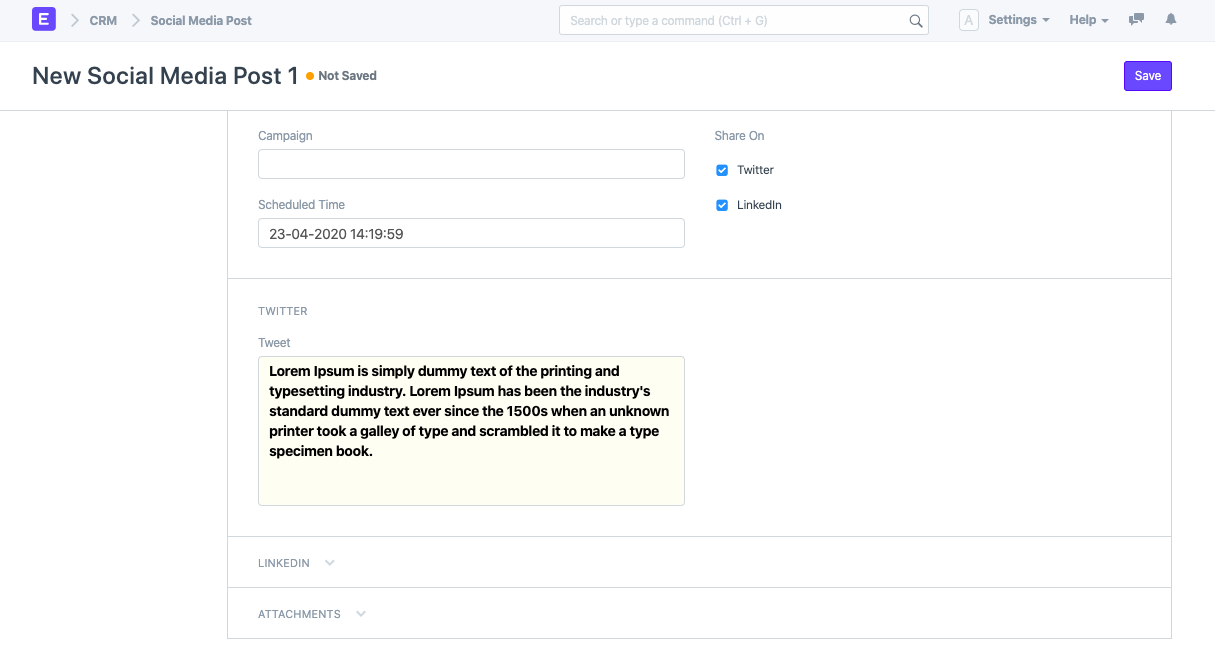 E CRM Social Media Post Search or type a command (Ctrl + G) A Settings Help
New Social Media Post 1 Not Saved Save
Campaign Share On
Twitter
Scheduled Time LinkedIn
23-04-2020 14:19:59
TWITTER
Tweet
Lorem Ipsum is simply dummy text of the printing and
typesetting industry. Lorem Ipsum has been the industry's
standard dummy text ever since the 1500s when an unknown
printer took a galley of type and scrambled it to make a type
specimen book.
LINKEDIN
ATTACHMENTS